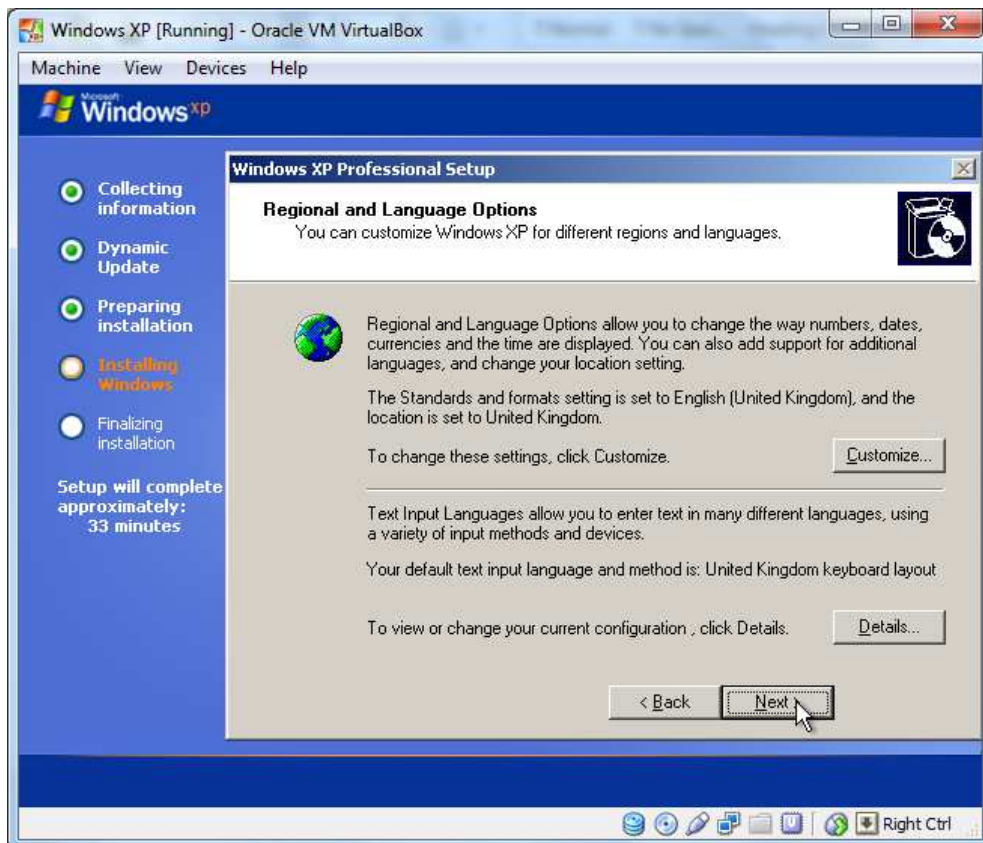 Windows XP [Running] - Oracle VM VirtualBox
Machine View Devices Help
Microsoft
Windows xp
Collecting
information
Dynamic
Update
Preparing
installation
Installing
Windows
Finalizing
installation
Setup will complete
approximately:
33 minutes
Windows XP Professional Setup
Regional and Language Options
You can customize Windows XP for different regions and languages.
Regional and Language Options allow you to change the way numbers, dates,
currencies and the time are displayed. You can also add support for additional
languages, and change your location setting.
The Standards and formats setting is set to English (United Kingdom), and the
location is set to United Kingdom.
To change these settings, click Customize.
Customize...
Text Input Languages allow you to enter text in many different languages, using
a variety of input methods and devices.
Your default text input language and method is: United Kingdom keyboard layout
To view or change your current configuration , click Details.
Details...
< Back
Next >
Right Ctrl